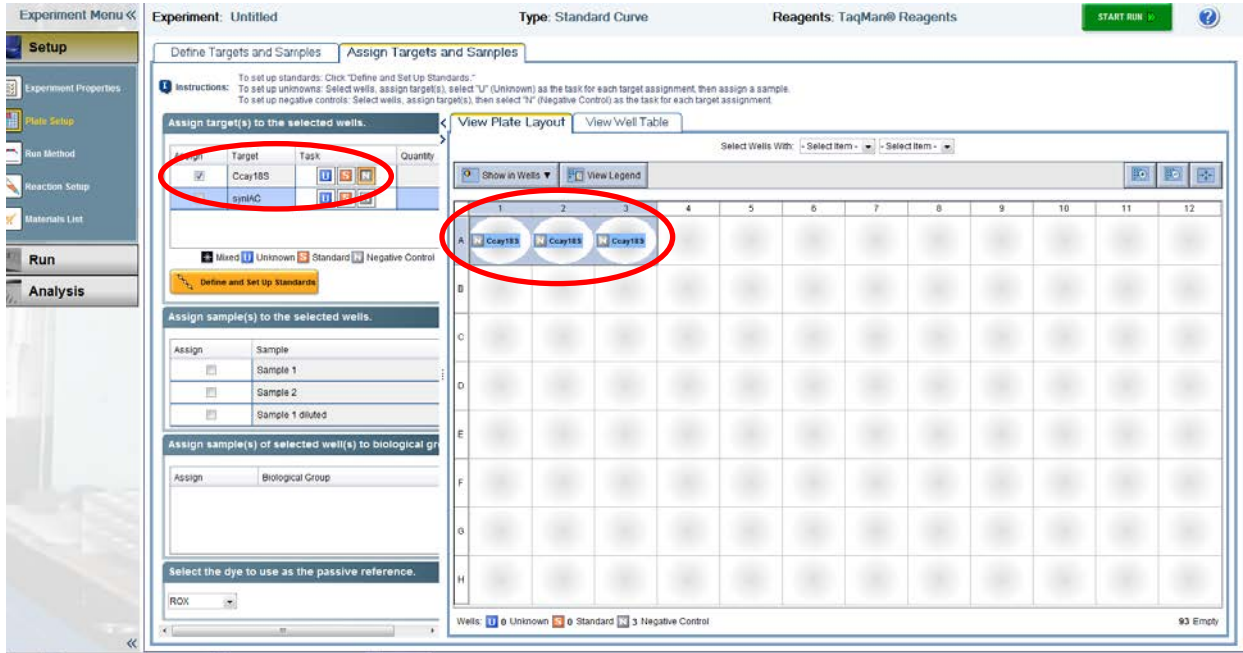 Experiment Menu «
Experiment: Untitled
Type: Standard Curve
Reagents: TaqMan® Reagents
START RUN
?
Setup
Experiment Properties
Plate Setup
Run Method
Reaction Setup
Materials List
Run
Analysis
«
Define Targets and Samples
Assign Targets and Samples
Instructions:
To set up standards: Click "Define and Set Up Standards."
To set up unknowns: Select wells, assign target(s), select "U" (Unknown) as the task for each target assignment, then assign a sample.
To set up negative controls: Select wells, assign target(s), then select "N" (Negative Control) as the task for each target assignment.
Assign target(s) to the selected wells.
Assign Target Task Quantity
Ccay18S U S N
synIAC U S N
Mixed U Unknown S Standard N Negative Control
Define and Set Up Standards
Assign sample(s) to the selected wells.
Assign Sample
Sample 1
Sample 2
Sample 1 diluted
Assign sample(s) of selected well(s) to biological gr
Assign Biological Group
Select the dye to use as the passive reference.
ROX
View Plate Layout
View Well Table
Select Wells With: - Select Item - - Select Item -
Show in Wells ▼ View Legend
1 2 3 4 5 6 7 8 9 10 11 12
A N Ccay18S N Ccay18S N Ccay18S
B
C
D
E
F
G
H
Wells: U 0 Unknown S 0 Standard N 3 Negative Control
93 Empty